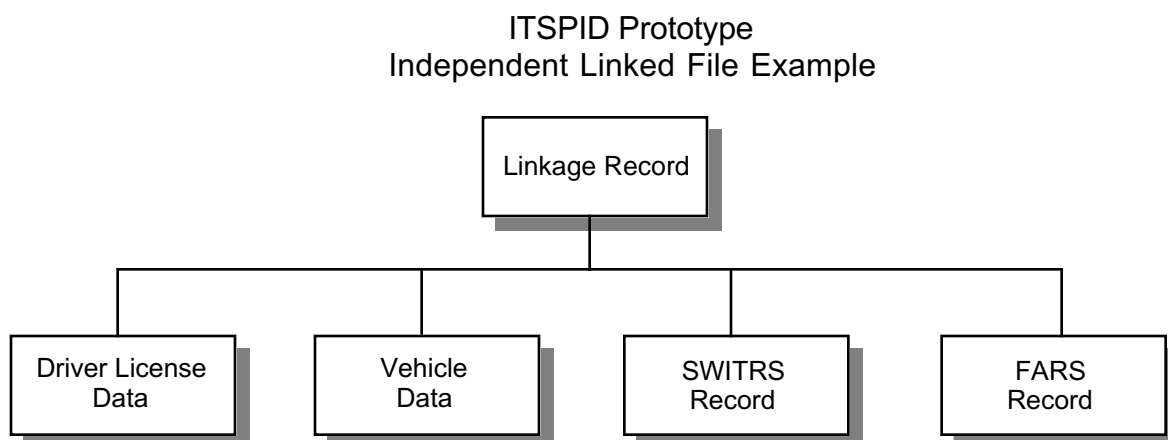 ITSPID Prototype
Independent Linked File Example
Linkage Record
Driver License
Data
Vehicle
Data
SWITRS
Record
FARS
Record